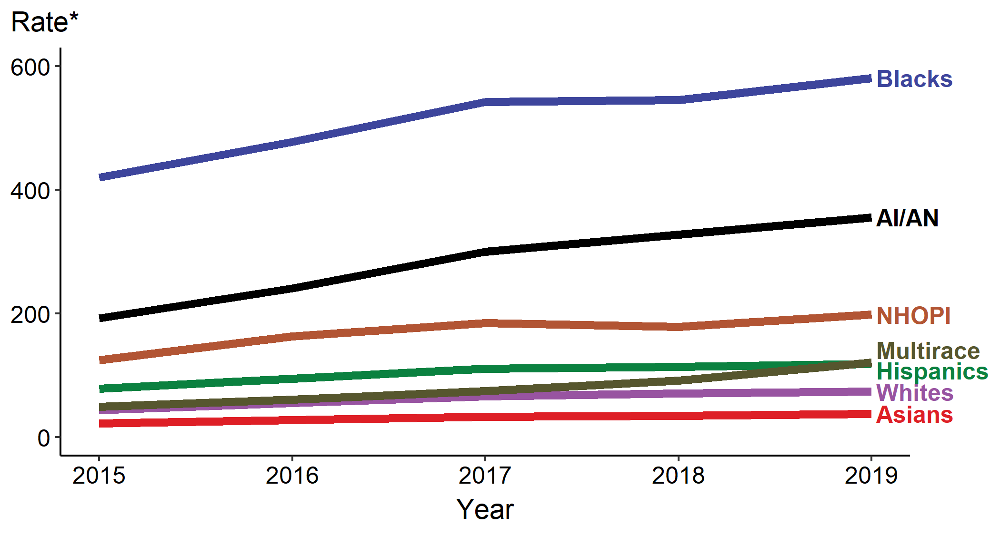 Rate*
600
400
200
0
Blacks
AI/AN
NHOPI
Multirace
Hispanics
Whites
Asians
2015 2016 2017 2018 2019
Year